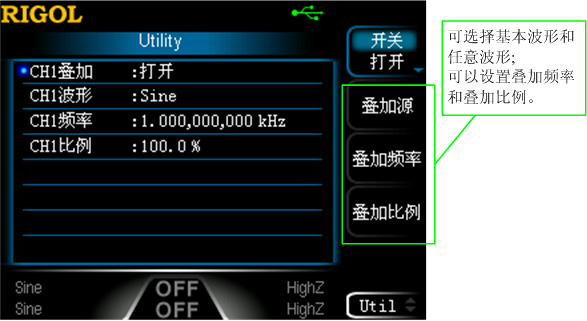 RIGOL
Utility
CH1叠加 :打开
CH1波形 :Sine
CH1频率 :1.000,000,000 kHz
CH1比例 :100.0 %
开关
打开
叠加源
叠加频率
叠加比例
Sine OFF HighZ
Sine OFF HighZ
Util
可选择基本波形和
任意波形;
可以设置叠加频率
和叠加比例。